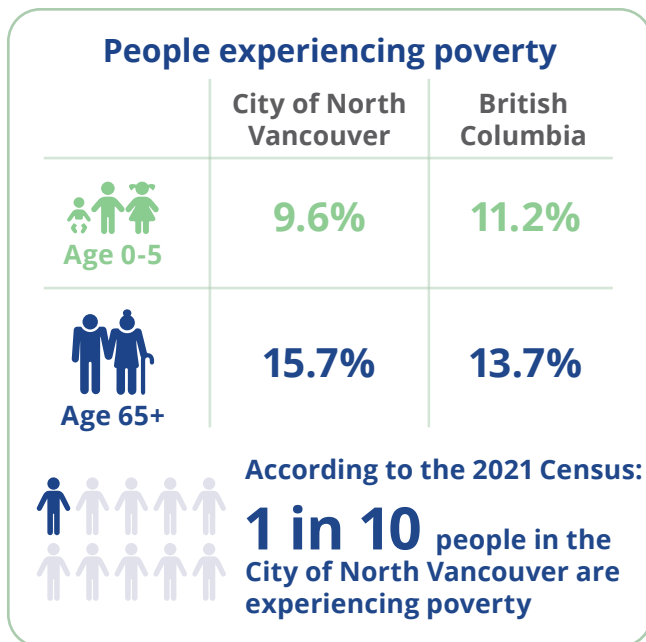 People experiencing poverty
City of North
Vancouver
British
Columbia
Age 0-5
9.6%
11.2%
Age 65+
15.7%
13.7%
According to the 2021 Census:
1 in 10 people in the
City of North Vancouver are
experiencing poverty